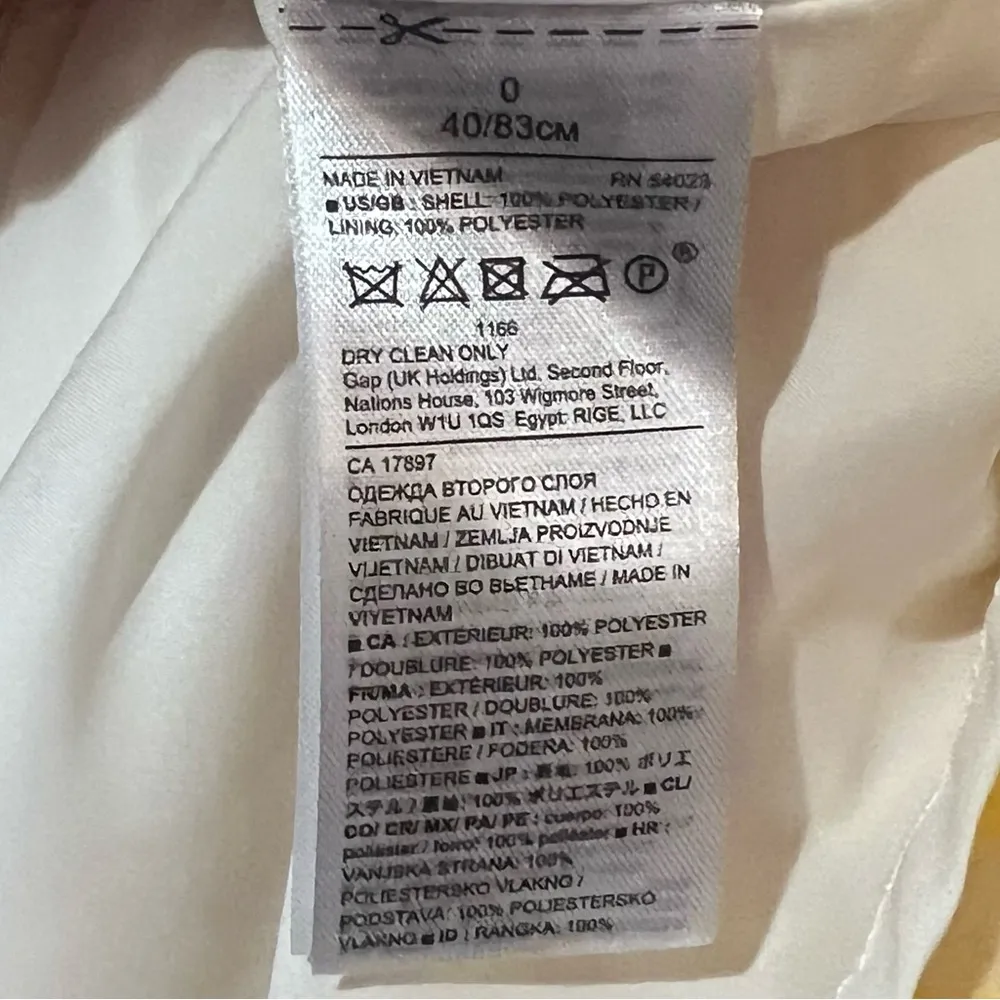 0
40/83CM
MADE IN VIETNAM RN 54023
■ US/GB : SHELL: 100% POLYESTER /
LINING: 100% POLYESTER
P ®
1166
DRY CLEAN ONLY
Gap (UK Holdings) Ltd. Second Floor,
Nations House, 103 Wigmore Street,
London W1U 1QS Egypt: RIGE, LLC
CA 17897
ОДЕЖДА ВТОРОГО СЛОЯ
FABRIQUE AU VIETNAM / HECHO EN
VIETNAM / ZEMLJA PROIZVODNJE
VIJETNAM / DIBUAT DI VIETNAM /
СДЕЛАНО ВО ВЬЕТНАМЕ / MADE IN
VIYETNAM
■ CA : EXTÉRIEUR: 100% POLYESTER
/ DOUBLURE: 100% POLYESTER ■
FR/MA : EXTÉRIEUR: 100%
POLYESTER / DOUBLURE: 100%
POLYESTER ■ IT : MEMBRANA: 100%
POLIESTERE / FODERA: 100%
POLIESTERE ■ JP : 表地: 100% ポリエ
ステル / 裏地: 100% ポリエステル ■ CL/
CO/ CR/ MX/ PA/ PE : cuerpo: 100%
poliéster / forro: 100% poliéster ■ HR :
VANJSKA STRANA: 100%
POLIESTERSKO VLAKNO /
PODSTAVA: 100% POLIESTERSKO
VLAKNO ■ ID : RANGKA: 100%